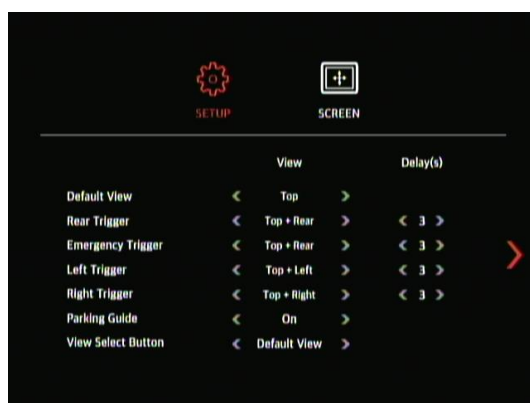 SETUP SCREEN
View Delay(s)
Default View Top
Rear Trigger Top + Rear 3
Emergency Trigger Top + Rear 3
Left Trigger Top + Left 3
Right Trigger Top + Right 3
Parking Guide On
View Select Button Default View